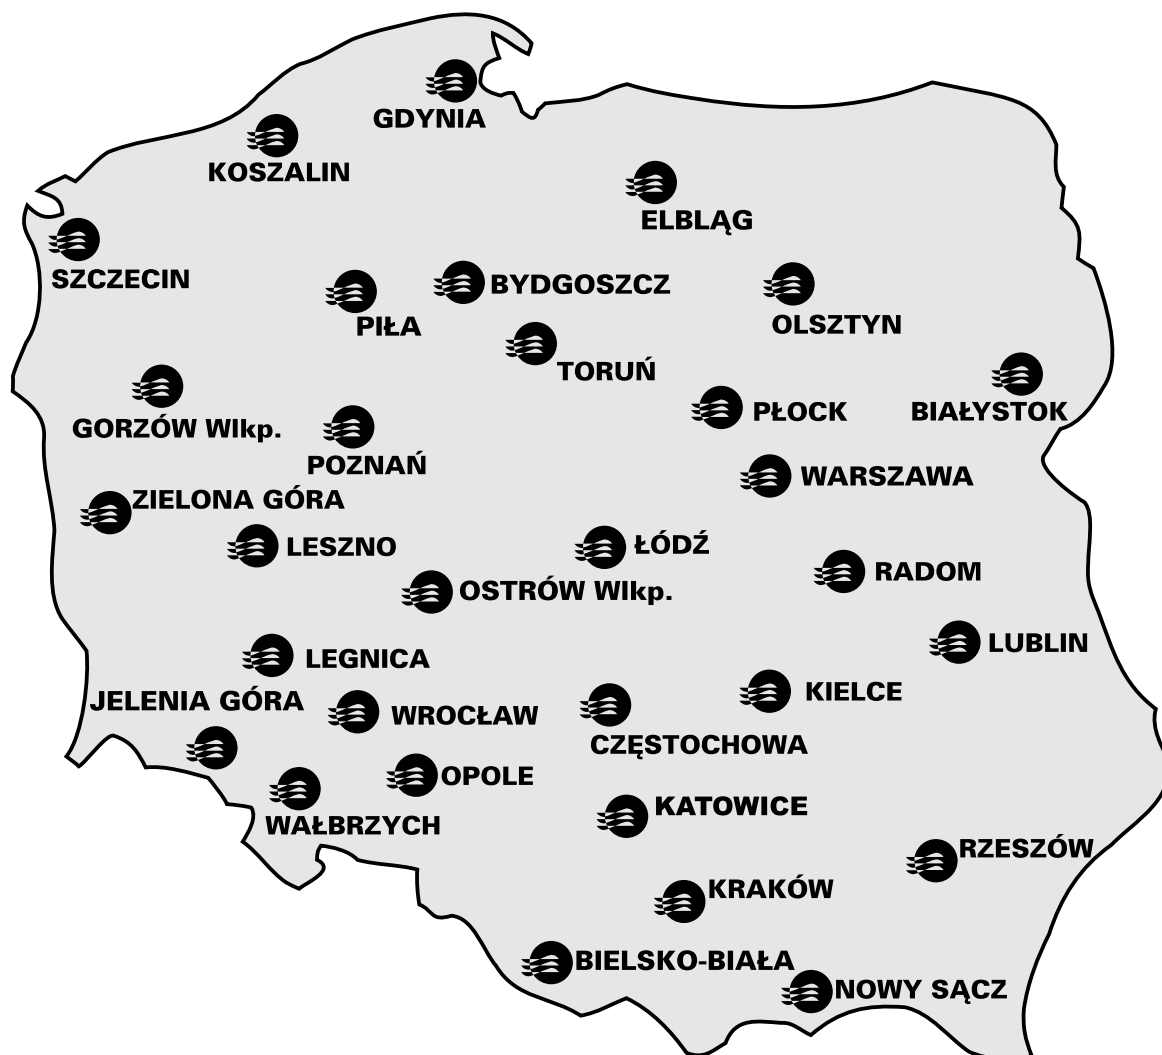 GDYNIA
KOSZALIN
ELBLĄG
SZCZECIN
BYDGOSZCZ
PIŁA
OLSZTYN
TORUŃ
PŁOCK
BIAŁYSTOK
GORZÓW Wlkp.
POZNAŃ
WARSZAWA
ZIELONA GÓRA
LESZNO
ŁÓDŹ
RADOM
OSTRÓW Wlkp.
LUBLIN
LEGNICA
KIELCE
JELENIA GÓRA
WROCŁAW
CZĘSTOCHOWA
OPOLE
KATOWICE
WAŁBRZYCH
RZESZÓW
KRAKÓW
BIELSKO-BIAŁA
NOWY SĄCZ